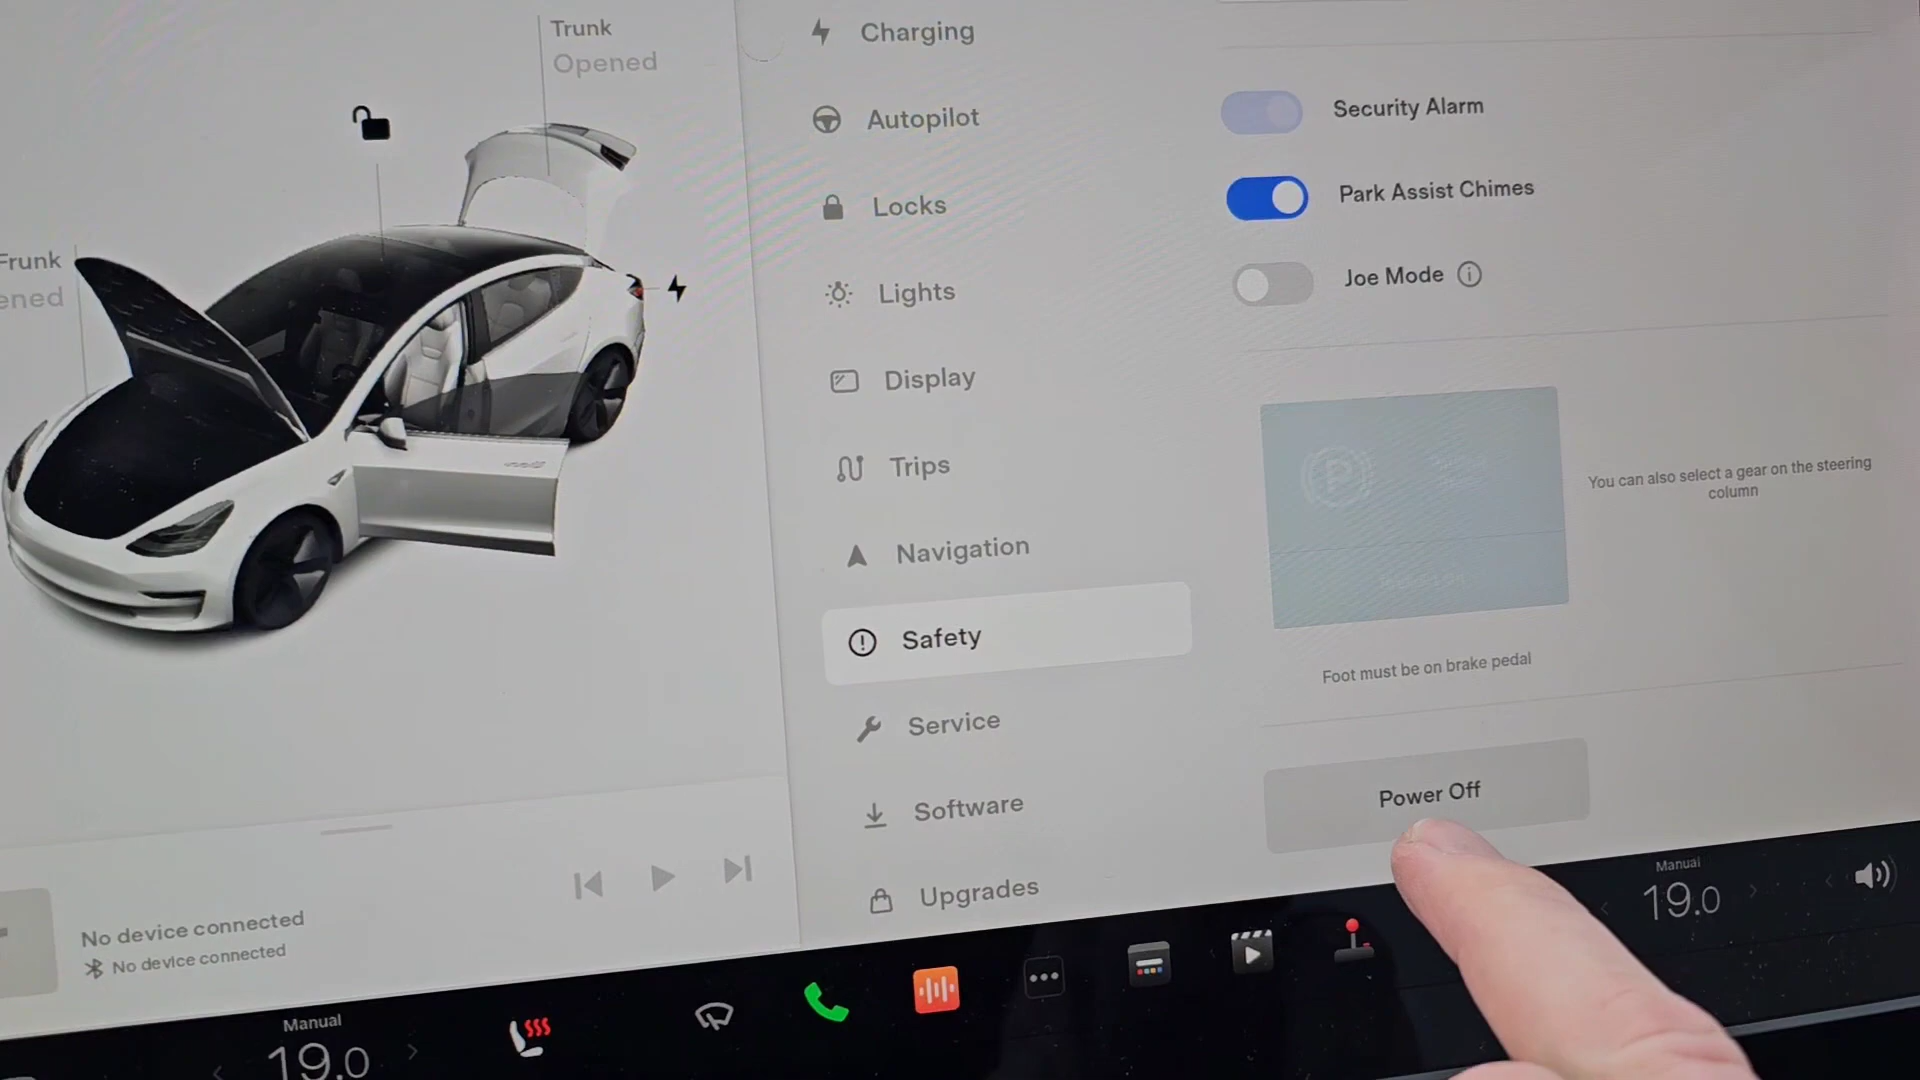 Trunk
Opened
Frunk
ened
Charging
Autopilot
Locks
Lights
Display
Trips
Navigation
Safety
Service
Software
Upgrades
Security Alarm
Park Assist Chimes
Joe Mode
P
You can also select a gear on the steering
column
Foot must be on brake pedal
Power Off
No device connected
No device connected
Manual
19.0
Manual
19.0